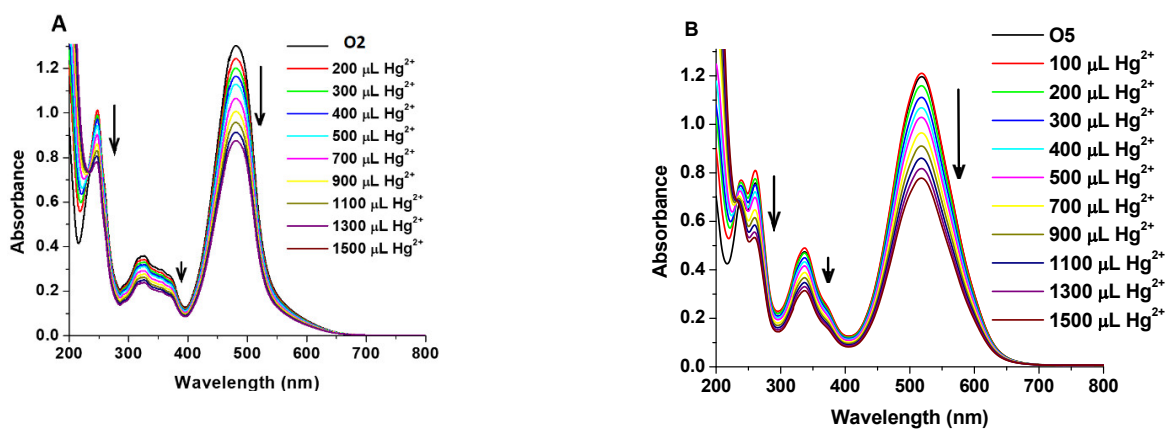 A
O2
200 μL Hg²⁺
300 μL Hg²⁺
400 μL Hg²⁺
500 μL Hg²⁺
700 μL Hg²⁺
900 μL Hg²⁺
1100 μL Hg²⁺
1300 μL Hg²⁺
1500 μL Hg²⁺
1.2
1.0
0.8
0.6
0.4
0.2
0.0
Absorbance
200 300 400 500 600 700 800
Wavelength (nm)
B
O5
100 μL Hg²⁺
200 μL Hg²⁺
300 μL Hg²⁺
400 μL Hg²⁺
500 μL Hg²⁺
700 μL Hg²⁺
900 μL Hg²⁺
1100 μL Hg²⁺
1300 μL Hg²⁺
1500 μL Hg²⁺
1.2
1.0
0.8
0.6
0.4
0.2
0.0
Absorbance
200 300 400 500 600 700 800
Wavelength (nm)